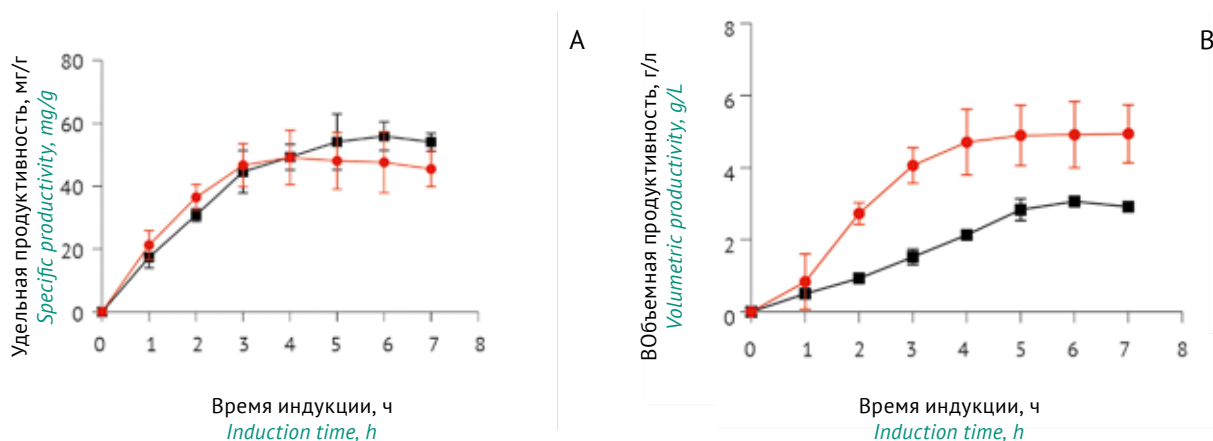 A
Удельная продуктивность, мг/г
Specific productivity, mg/g
80
60
40
20
0
0 1 2 3 4 5 6 7 8
Время индукции, ч
Induction time, h
B
ВОбъемная продуктивность, г/л
Volumetric productivity, g/L
8
6
4
2
0
0 1 2 3 4 5 6 7 8
Время индукции, ч
Induction time, h